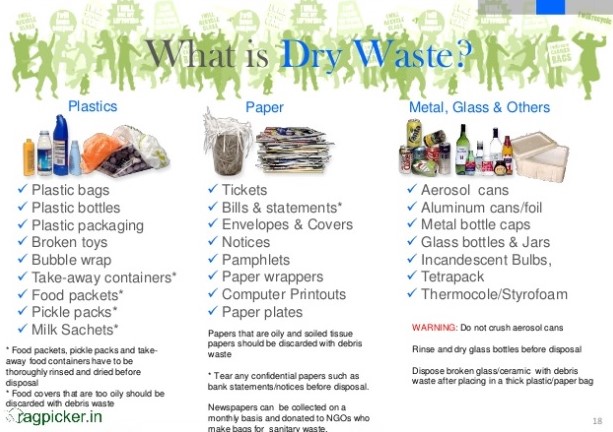 What is Dry Waste?
Plastics
✓ Plastic bags
✓ Plastic bottles
✓ Plastic packaging
✓ Broken toys
✓ Bubble wrap
✓ Take-away containers*
✓ Food packets*
✓ Pickle packs*
✓ Milk Sachets*
* Food packets, pickle packs and take-
away food containers have to be
thoroughly rinsed and dried before
disposal
* Food covers that are too oily should be
discarded with debris waste
ragpicker.in
Paper
✓ Tickets
✓ Bills & statements*
✓ Envelopes & Covers
✓ Notices
✓ Pamphlets
✓ Paper wrappers
✓ Computer Printouts
✓ Paper plates
Papers that are oily and soiled tissue
papers should be discarded with debris
waste
* Tear any confidential papers such as
bank statements/notices before disposal.
Newspapers can be collected on a
monthly basis and donated to NGOs who
make bags for sanitary waste.
Metal, Glass & Others
✓ Aerosol cans
✓ Aluminum cans/foil
✓ Metal bottle caps
✓ Glass bottles & Jars
✓ Incandescent Bulbs,
✓ Tetrapack
✓ Thermocole/Styrofoam
WARNING: Do not crush aerosol cans
Rinse and dry glass bottles before disposal
Dispose broken glass/ceramic with debris
waste after placing in a thick plastic/paper bag
18